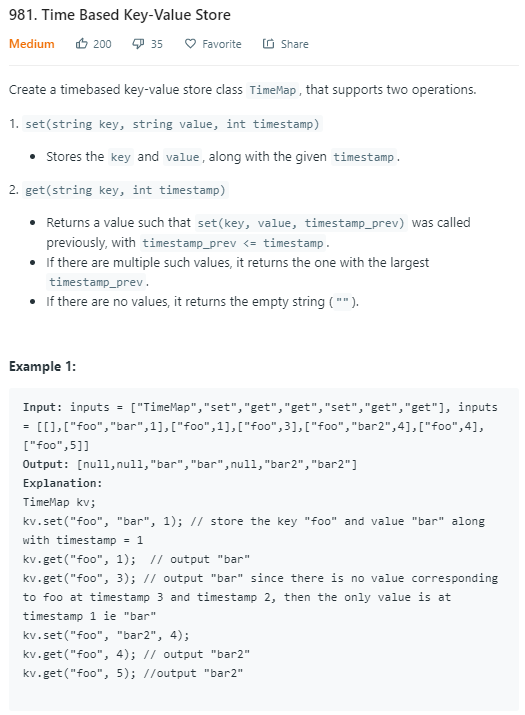 981. Time Based Key-Value Store
Medium 200 35 Favorite Share
Create a timebased key-value store class TimeMap, that supports two operations.
1. set(string key, string value, int timestamp)
• Stores the key and value, along with the given timestamp.
2. get(string key, int timestamp)
• Returns a value such that set(key, value, timestamp_prev) was called
previously, with timestamp_prev <= timestamp.
• If there are multiple such values, it returns the one with the largest
timestamp_prev.
• If there are no values, it returns the empty string ("").
Example 1:
Input: inputs = ["TimeMap","set","get","get","set","get","get"], inputs
= [[],["foo","bar",1],["foo",1],["foo",3],["foo","bar2",4],["foo",4],
["foo",5]]
Output: [null,null,"bar","bar",null,"bar2","bar2"]
Explanation:
TimeMap kv;
kv.set("foo", "bar", 1); // store the key "foo" and value "bar" along
with timestamp = 1
kv.get("foo", 1);  // output "bar"
kv.get("foo", 3); // output "bar" since there is no value corresponding
to foo at timestamp 3 and timestamp 2, then the only value is at
timestamp 1 ie "bar"
kv.set("foo", "bar2", 4);
kv.get("foo", 4); // output "bar2"
kv.get("foo", 5); //output "bar2"